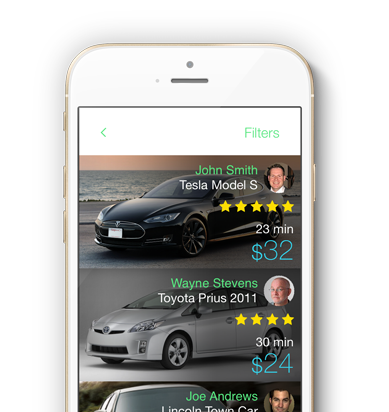 Filters
John Smith
Tesla Model S
23 min
$32
Wayne Stevens
Toyota Prius 2011
30 min
$24
Joe Andrews
Lincoln Town Car